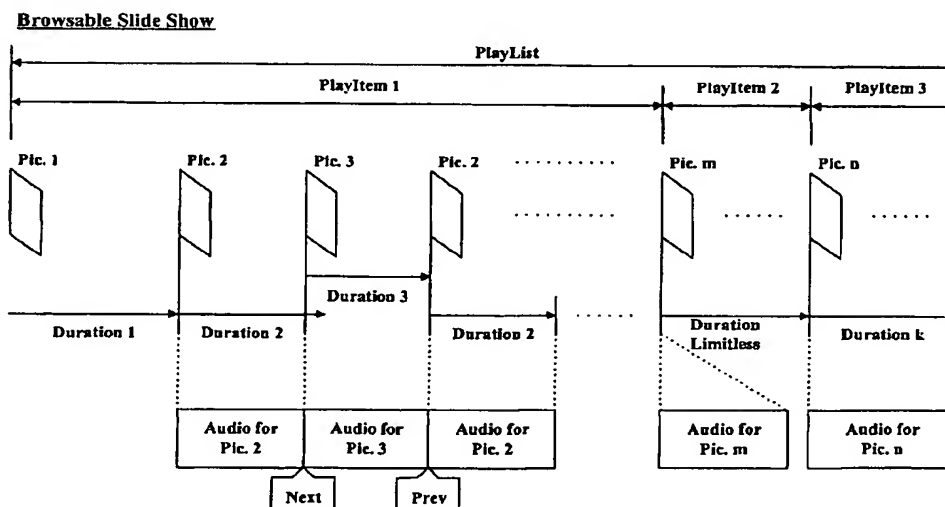 Browsable Slide Show
PlayList
PlayItem 1
PlayItem 2
PlayItem 3
Pic. 1
Pic. 2
Pic. 3
Pic. 2
Pic. m
Pic. n
Duration 3
Duration 1
Duration 2
Duration 2
Duration
Limitless
Duration k
Audio for
Pic. 2
Audio for
Pic. 3
Audio for
Pic. 2
Audio for
Pic. m
Audio for
Pic. n
Next
Prev